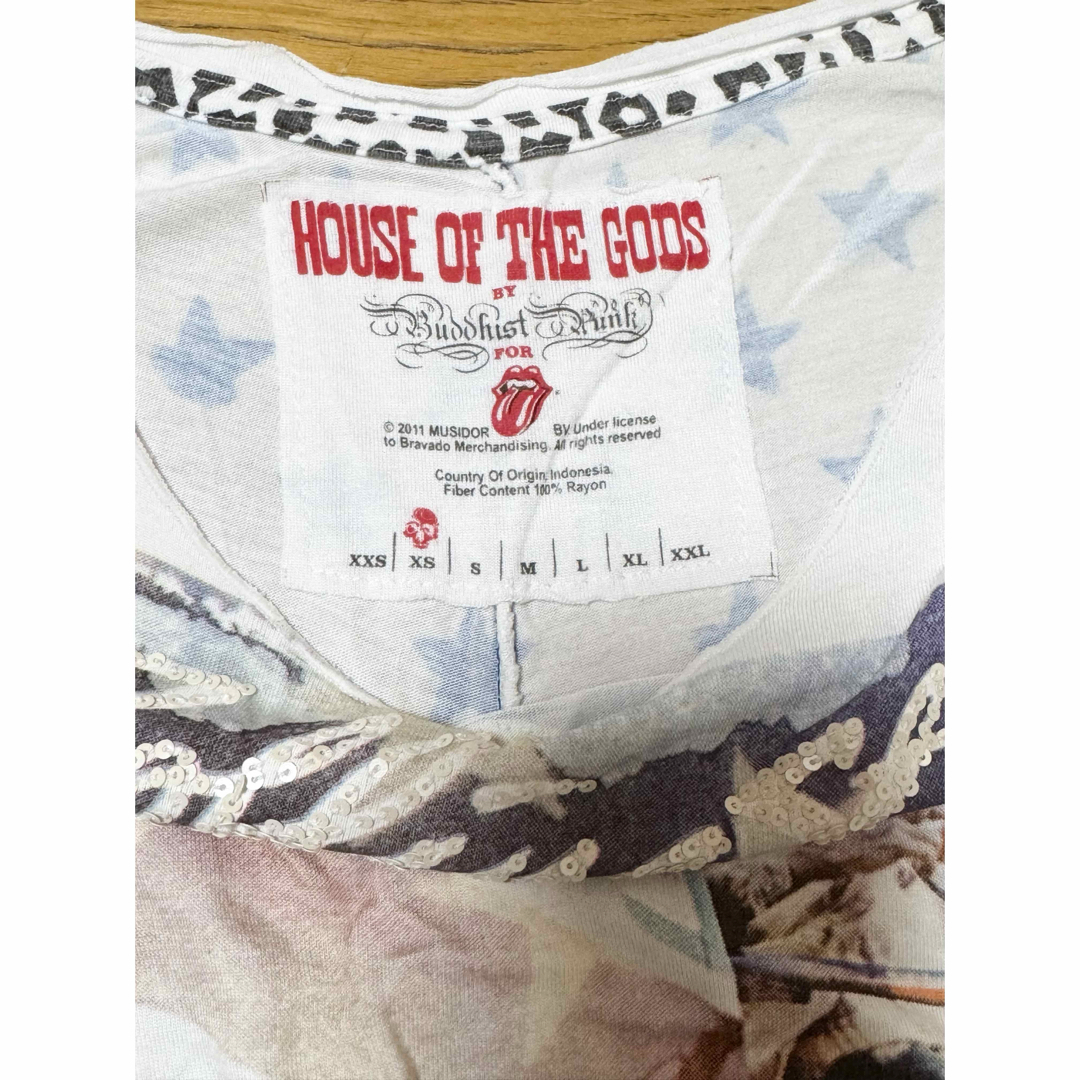 HOUSE OF THE GODS
BY
Buddhist Punk
FOR
© 2011 MUSIDOR BV Under license
to Bravado Merchandising. All rights reserved
Country Of Origin Indonesia
Fiber Content 100% Rayon
XXS | XS | S | M | L | XL | XXL